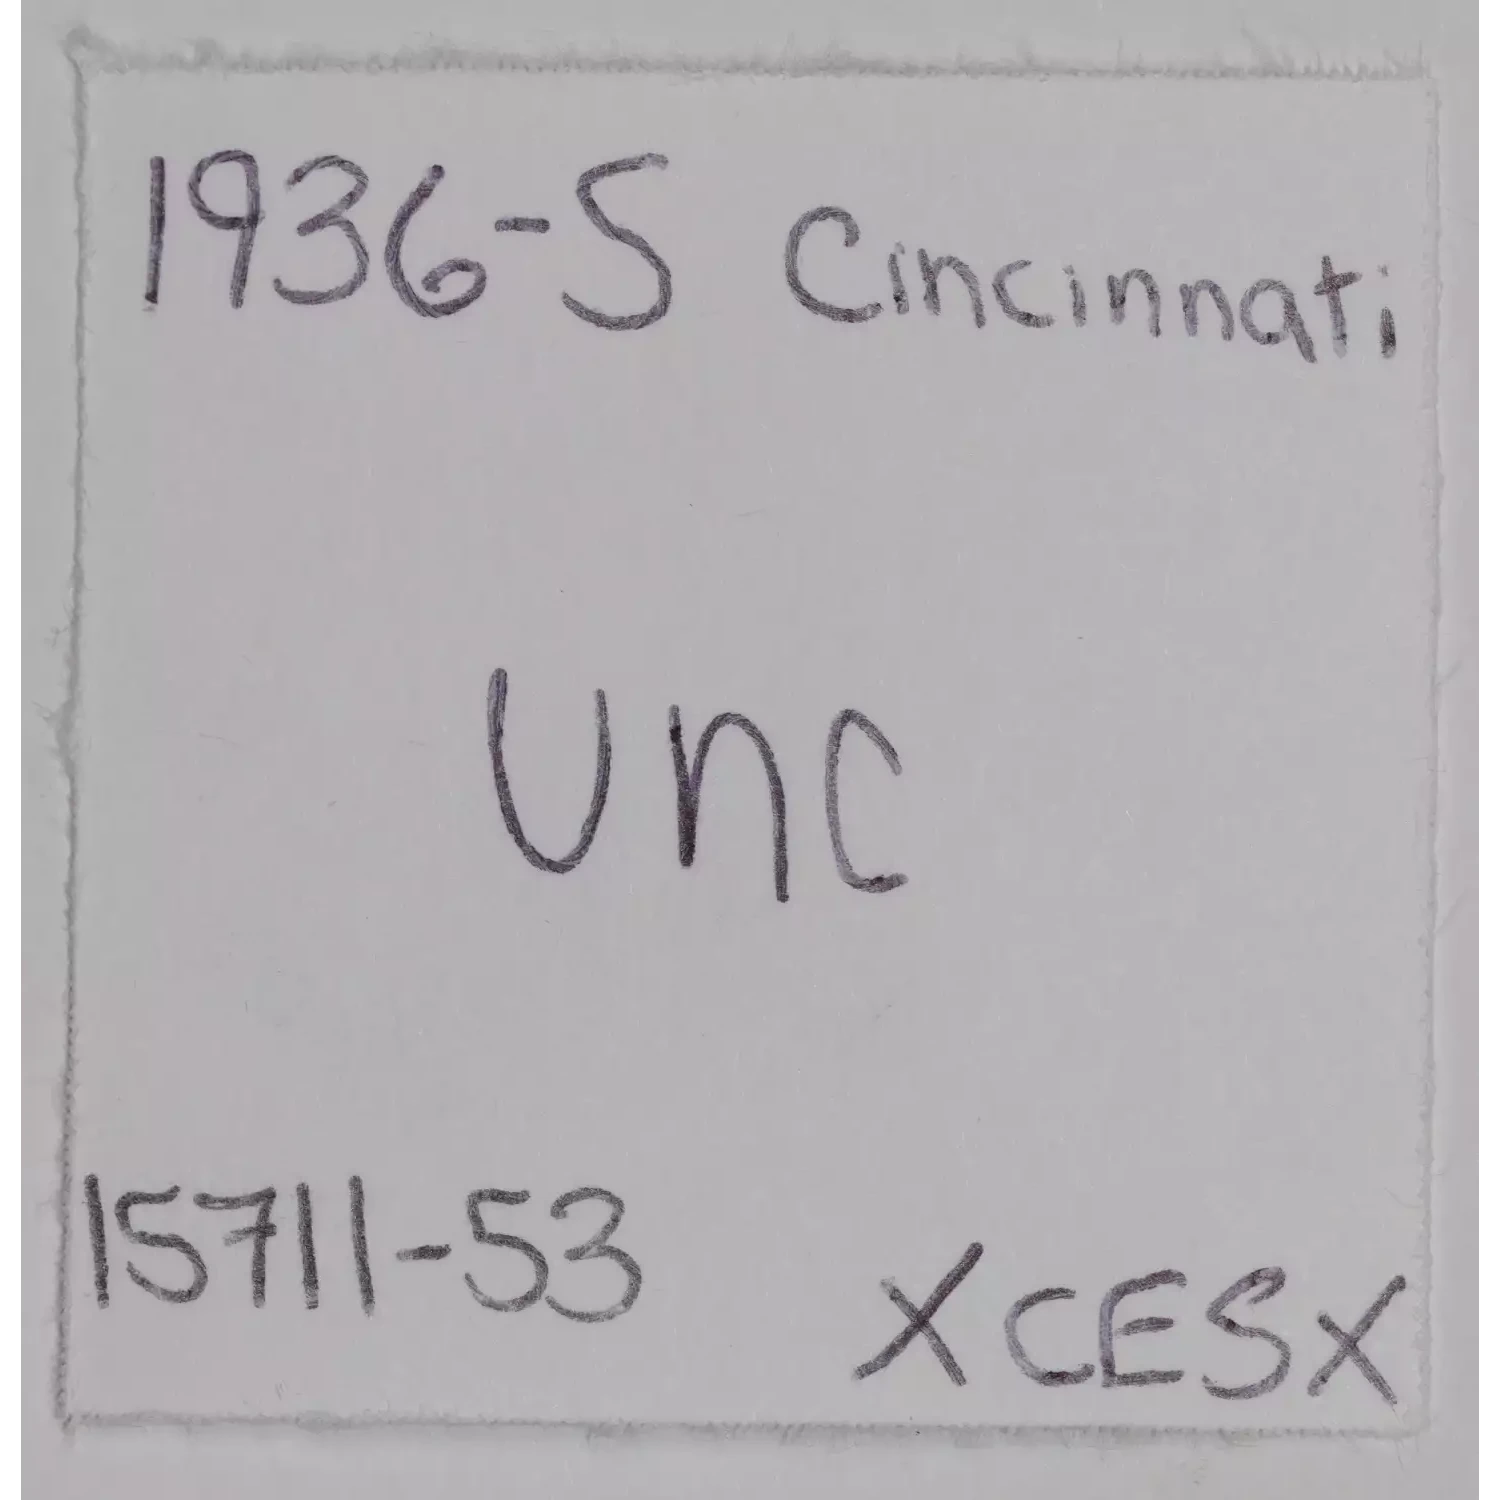 1936-S Cincinnati
Unc
15711-53
XCESX